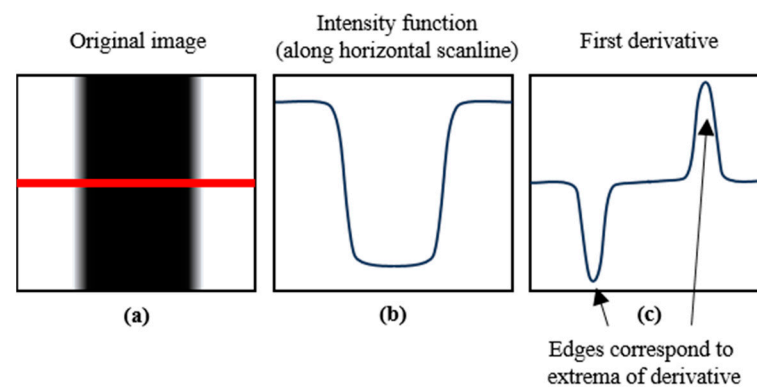 Original image
Intensity function
(along horizontal scanline)
First derivative
(a)
(b)
(c)
Edges correspond to
extrema of derivative